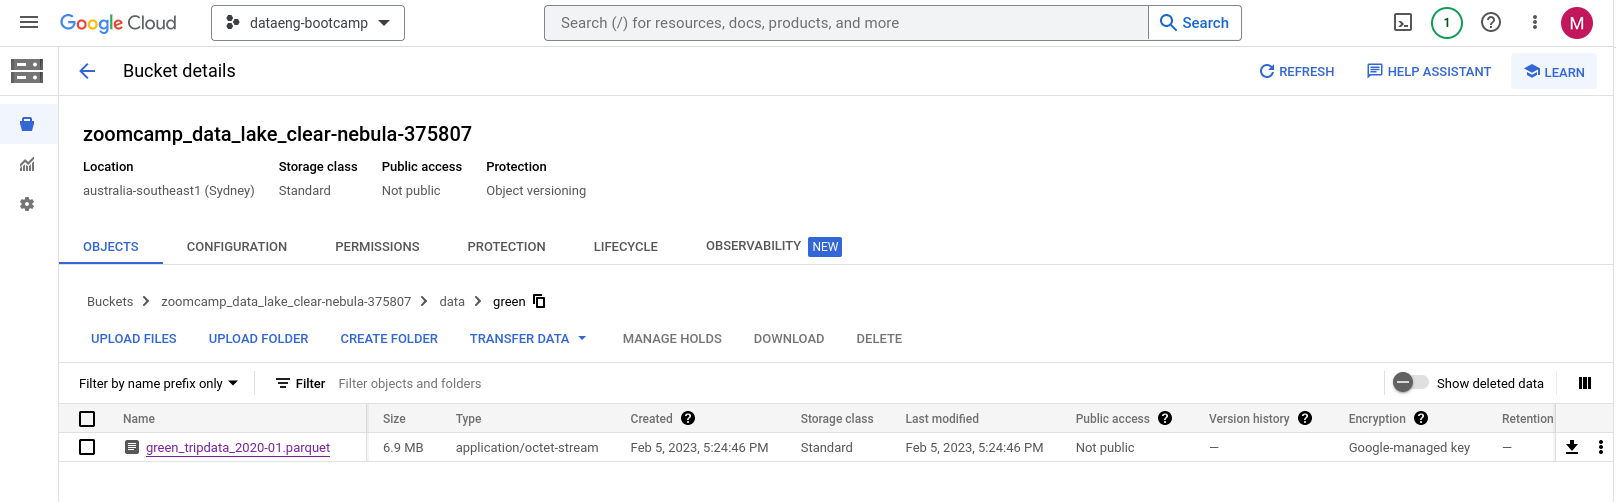 Google Cloud dataeng-bootcamp Search (/) for resources, docs, products, and more Search 1 M
Bucket details REFRESH HELP ASSISTANT LEARN
zoomcamp_data_lake_clear-nebula-375807
Location Storage class Public access Protection
australia-southeast1 (Sydney) Standard Not public Object versioning
OBJECTS CONFIGURATION PERMISSIONS PROTECTION LIFECYCLE OBSERVABILITY NEW
Buckets > zoomcamp_data_lake_clear-nebula-375807 > data > green
UPLOAD FILES UPLOAD FOLDER CREATE FOLDER TRANSFER DATA MANAGE HOLDS DOWNLOAD DELETE
Filter by name prefix only Filter Filter objects and folders Show deleted data
Name Size Type Created Storage class Last modified Public access Version history Encryption Retention
green_tripdata_2020-01.parquet 6.9 MB application/octet-stream Feb 5, 2023, 5:24:46 PM Standard Feb 5, 2023, 5:24:46 PM Not public — Google-managed key —